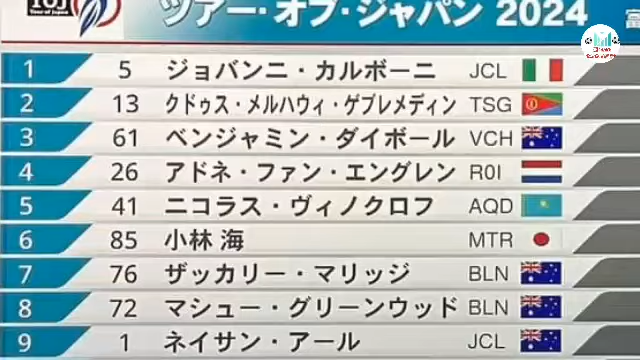 TOJ
Tour of Japan
ツアー・オブ・ジャパン 2024
1 5 ジョバンニ・カルボーニ JCL
2 13 クドゥス・メルハウィ・ゲブレメディン TSG
3 61 ベンジャミン・ダイボール VCH
4 26 アドネ・ファン・エングレン ROI
5 41 ニコラス・ヴィノクロフ AQD
6 85 小林 海 MTR
7 76 ザッカリー・マリッジ BLN
8 72 マシュー・グリーンウッド BLN
9 1 ネイサン・アール JCL